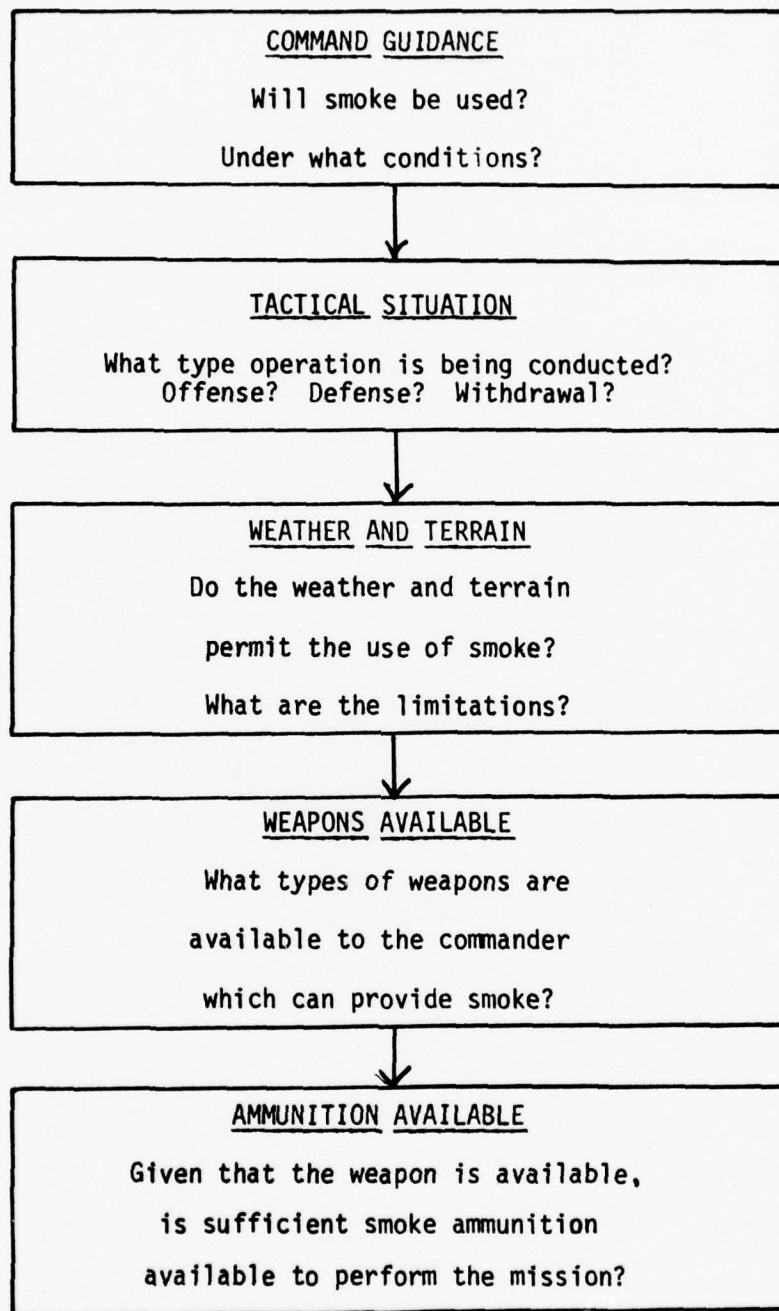 COMMAND GUIDANCE
Will smoke be used?
Under what conditions?
TACTICAL SITUATION
What type operation is being conducted?
Offense? Defense? Withdrawal?
WEATHER AND TERRAIN
Do the weather and terrain
permit the use of smoke?
What are the limitations?
WEAPONS AVAILABLE
What types of weapons are
available to the commander
which can provide smoke?
AMMUNITION AVAILABLE
Given that the weapon is available,
is sufficient smoke ammunition
available to perform the mission?